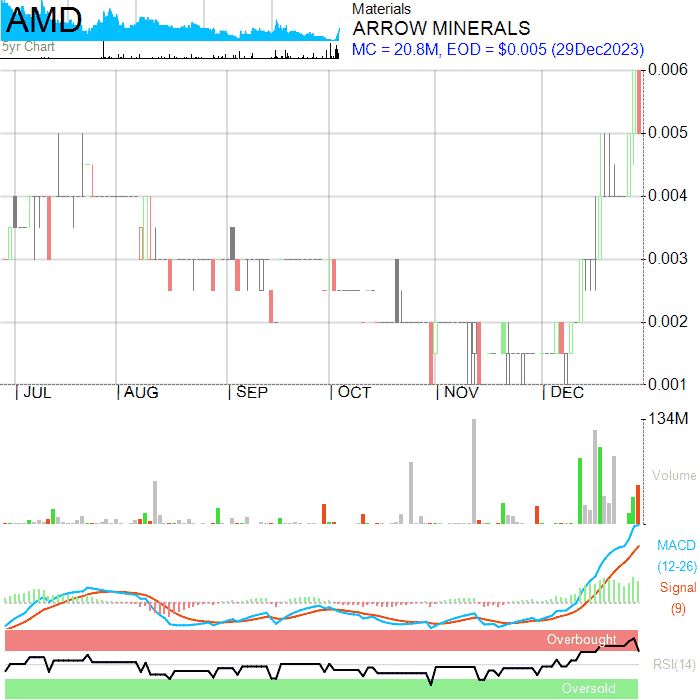 AMD
5yr Chart
Materials
ARROW MINERALS
MC = 20.8M, EOD = $0.005 (29Dec2023)
0.006
0.005
0.004
0.003
0.002
0.001
JUL AUG SEP OCT NOV DEC
134M
Volume
MACD
(12-26)
Signal
(9)
Overbought
RSI(14)
Oversold